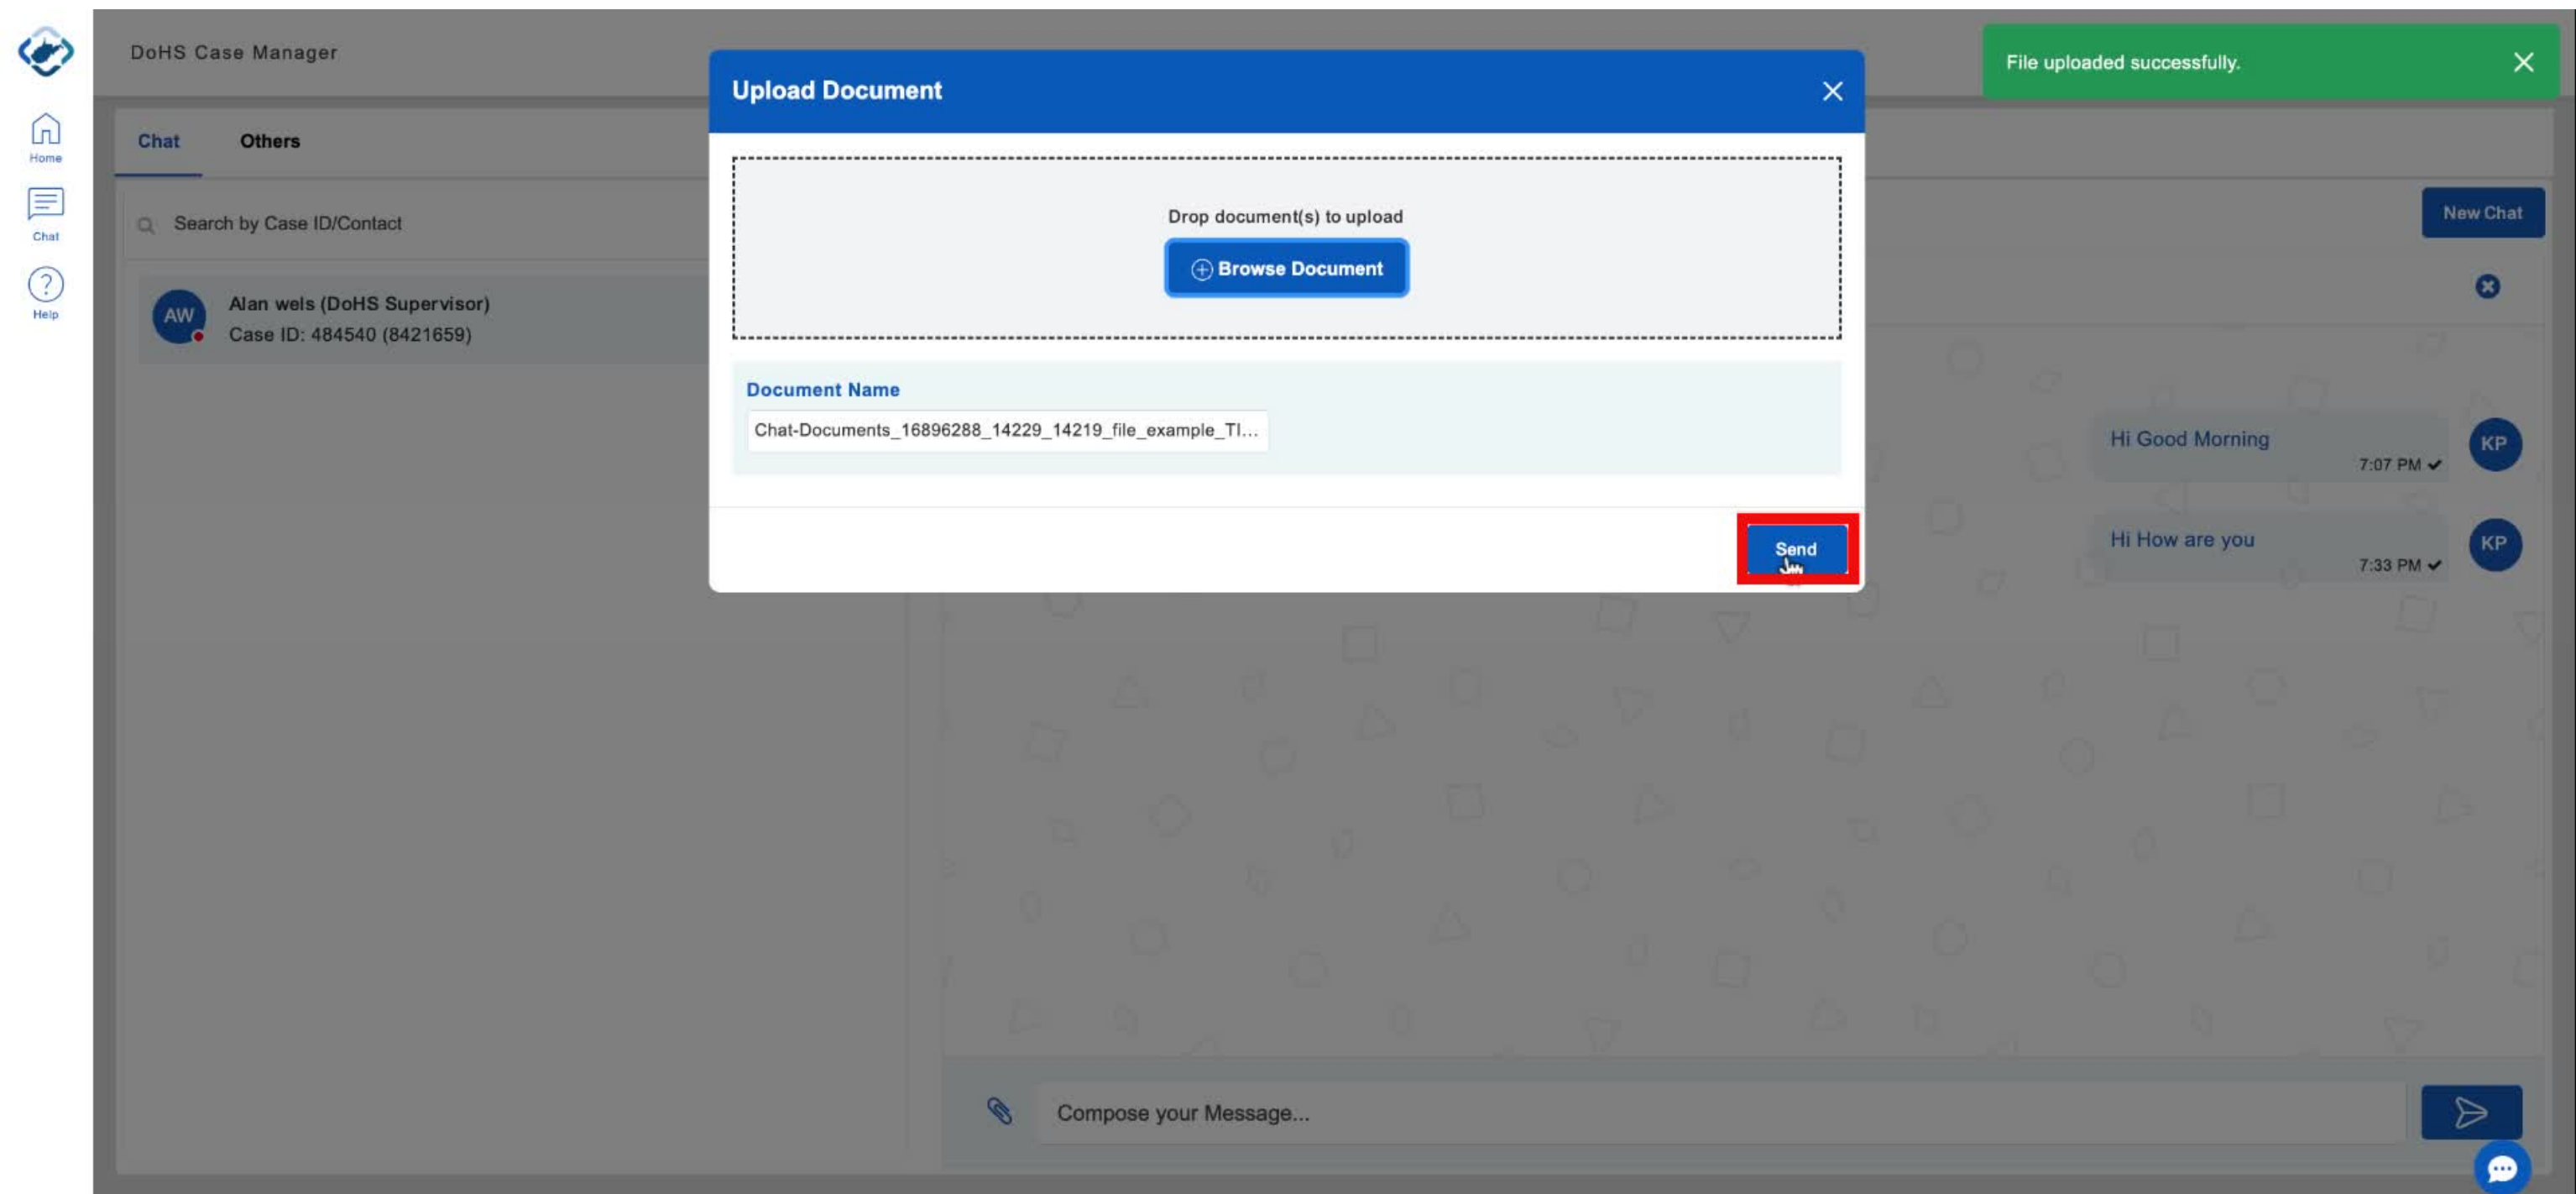 DoHS Case Manager
File uploaded successfully.
Home
Chat
Help
Chat
Others
Search by Case ID/Contact
AW
Alan wels (DoHS Supervisor)
Case ID: 484540 (8421659)
Upload Document
Drop document(s) to upload
Browse Document
Document Name
Chat-Documents_16896288_14229_14219_file_example_TI...
Send
New Chat
Hi Good Morning
7:07 PM
KP
Hi How are you
7:33 PM
KP
Compose your Message...